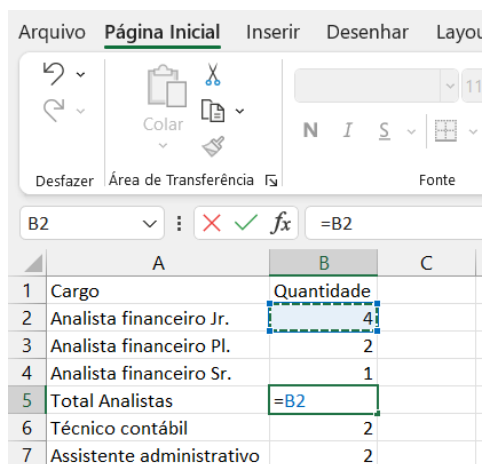 Arquivo Página Inicial Inserir Desenhar Layou
Colar
11
N I S
Desfazer Área de Transferência Fonte
B2 fx =B2
A B C
1 Cargo Quantidade
2 Analista financeiro Jr. 4
3 Analista financeiro Pl. 2
4 Analista financeiro Sr. 1
5 Total Analistas =B2
6 Técnico contábil 2
7 Assistente administrativo 2